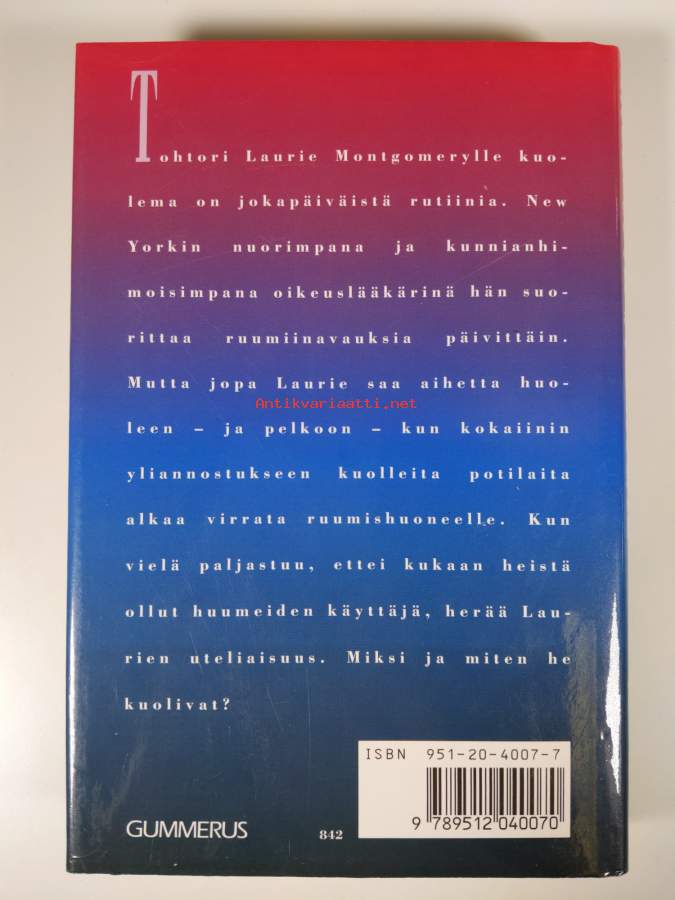 Tohtori Laurie Montgomerylle kuo-
lema on jokapäiväistä rutiinia. New
Yorkin nuorimpana ja kunnianhi-
moisimpana oikeuslääkärinä hän suo-
rittaa ruumiinavauksia päivittäin.
Mutta jopa Laurie saa aihetta huo-
Antikvariaatti.net
leen – ja pelkoon – kun kokaiinin
yliannostukseen kuolleita potilaita
alkaa virrata ruumishuoneelle. Kun
vielä paljastuu, ettei kukaan heistä
ollut huumeiden käyttäjä, herää Lau-
rien uteliaisuus. Miksi ja miten he
kuolivat?
ISBN 951-20-4007-7
9 789512 040070
GUMMERUS
842